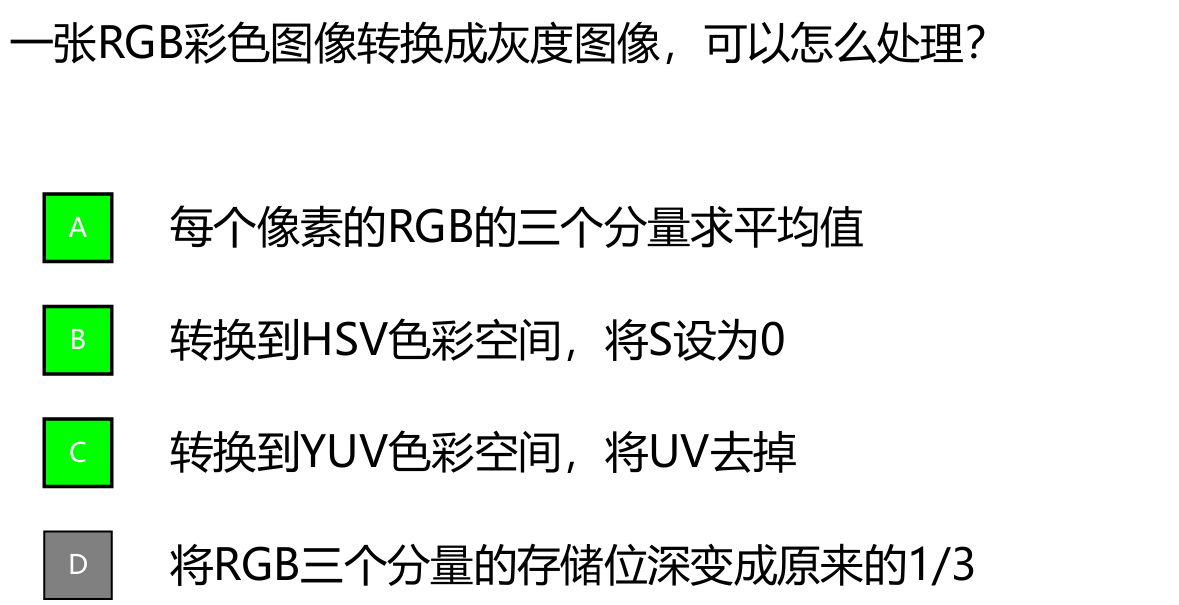 一张RGB彩色图像转换成灰度图像，可以怎么处理？
A 每个像素的RGB的三个分量求平均值
B 转换到HSV色彩空间，将S设为0
C 转换到YUV色彩空间，将UV去掉
D 将RGB三个分量的存储位深变成原来的1/3